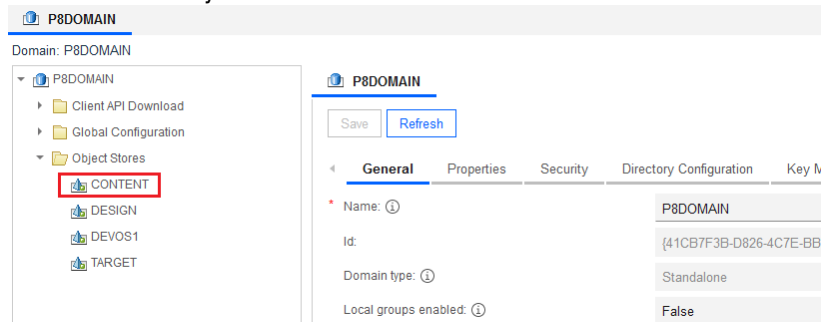 P8DOMAIN
Domain: P8DOMAIN
P8DOMAIN
Client API Download
Global Configuration
Object Stores
CONTENT
DESIGN
DEVOS1
TARGET
P8DOMAIN
Save Refresh
General Properties Security Directory Configuration Key M
* Name: P8DOMAIN
Id: {41CB7F3B-D826-4C7E-BB
Domain type: Standalone
Local groups enabled: False